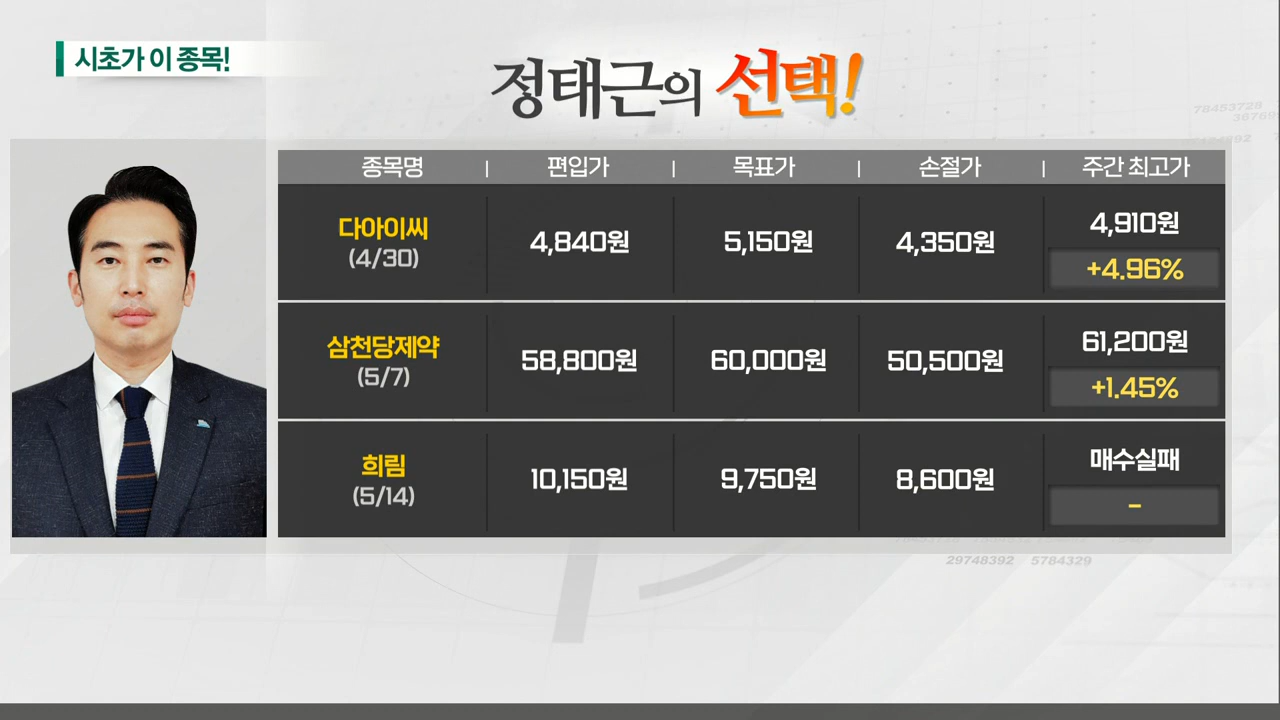 시초가 이 종목!
정태근의 선택!
종목명 | 편입가 | 목표가 | 손절가 | 주간 최고가
다아이씨 4,840원 5,150원 4,350원 4,910원
(4/30) +4.96%
삼천당제약 58,800원 60,000원 50,500원 61,200원
(5/7) +1.45%
희림 10,150원 9,750원 8,600원 매수실패
(5/14) -
78453728
29748392 5784329